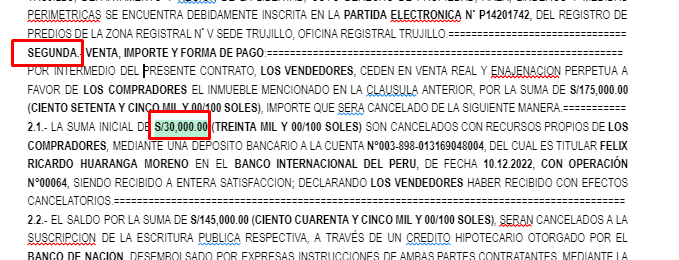 PERIMETRICAS SE ENCUENTRA DEBIDAMENTE INSCRITA EN LA PARTIDA ELECTRONICA N° P14201742, DEL REGISTRO DE
PREDIOS DE LA ZONA REGISTRAL N° V SEDE TRUJILLO, OFICINA REGISTRAL TRUJILLO.================================
SEGUNDA.- VENTA, IMPORTE Y FORMA DE PAGO:================================================================
POR INTERMEDIO DEL PRESENTE CONTRATO, LOS VENDEDORES, CEDEN EN VENTA REAL Y ENAJENACION PERPETUA A
FAVOR DE LOS COMPRADORES EL INMUEBLE MENCIONADO EN LA CLAUSULA ANTERIOR, POR LA SUMA DE S/175,000.00
(CIENTO SETENTA Y CINCO MIL Y 00/100 SOLES), IMPORTE QUE SERA CANCELADO DE LA SIGUIENTE MANERA.===========
2.1.- LA SUMA INICIAL DE S/30,000.00 (TREINTA MIL Y 00/100 SOLES) SON CANCELADOS CON RECURSOS PROPIOS DE LOS
COMPRADORES, MEDIANTE UNA DEPOSITO BANCARIO A LA CUENTA N°003-898-013169048004, DEL CUAL ES TITULAR FELIX
RICARDO HUARANGA MORENO EN EL BANCO INTERNACIONAL DEL PERU, DE FECHA 10.12.2022, CON OPERACIÓN
N°00064, SIENDO RECIBIDO A ENTERA SATISFACCION; DECLARANDO LOS VENDEDORES HABER RECIBIDO CON EFECTOS
CANCELATORIOS.==========================================================================================
2.2.- EL SALDO POR LA SUMA DE S/145,000.00 (CIENTO CUARENTA Y CINCO MIL Y 00/100 SOLES), SERAN CANCELADOS A LA
SUSCRIPCION DE LA ESCRITURA PUBLICA RESPECTIVA, A TRAVÉS DE UN CREDITO HIPOTECARIO OTORGADO POR EL
BANCO DE NACION, DESEMBOLSADO POR EXPRESAS INSTRUCCIONES DE AMBAS PARTES CONTRATANTES, MEDIANTE LA